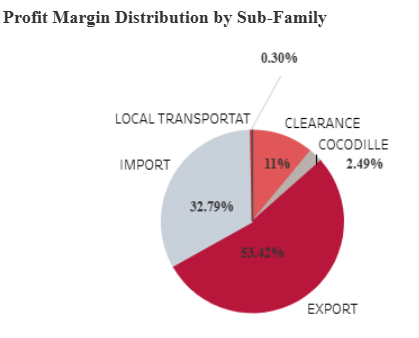 Profit Margin Distribution by Sub-Family
0.30%
LOCAL TRANSPORTAT
CLEARANCE
COCODILLE
IMPORT
11%
2.49%
32.79%
53.42%
EXPORT